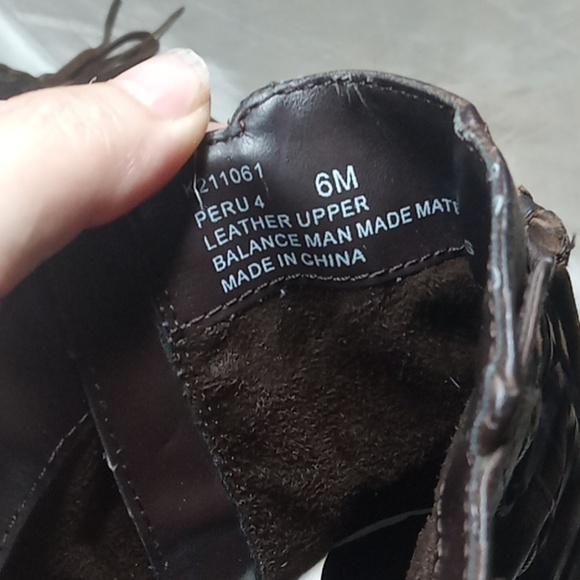 211061 6M
PERU 4
LEATHER UPPER
BALANCE MAN MADE MATE
MADE IN CHINA